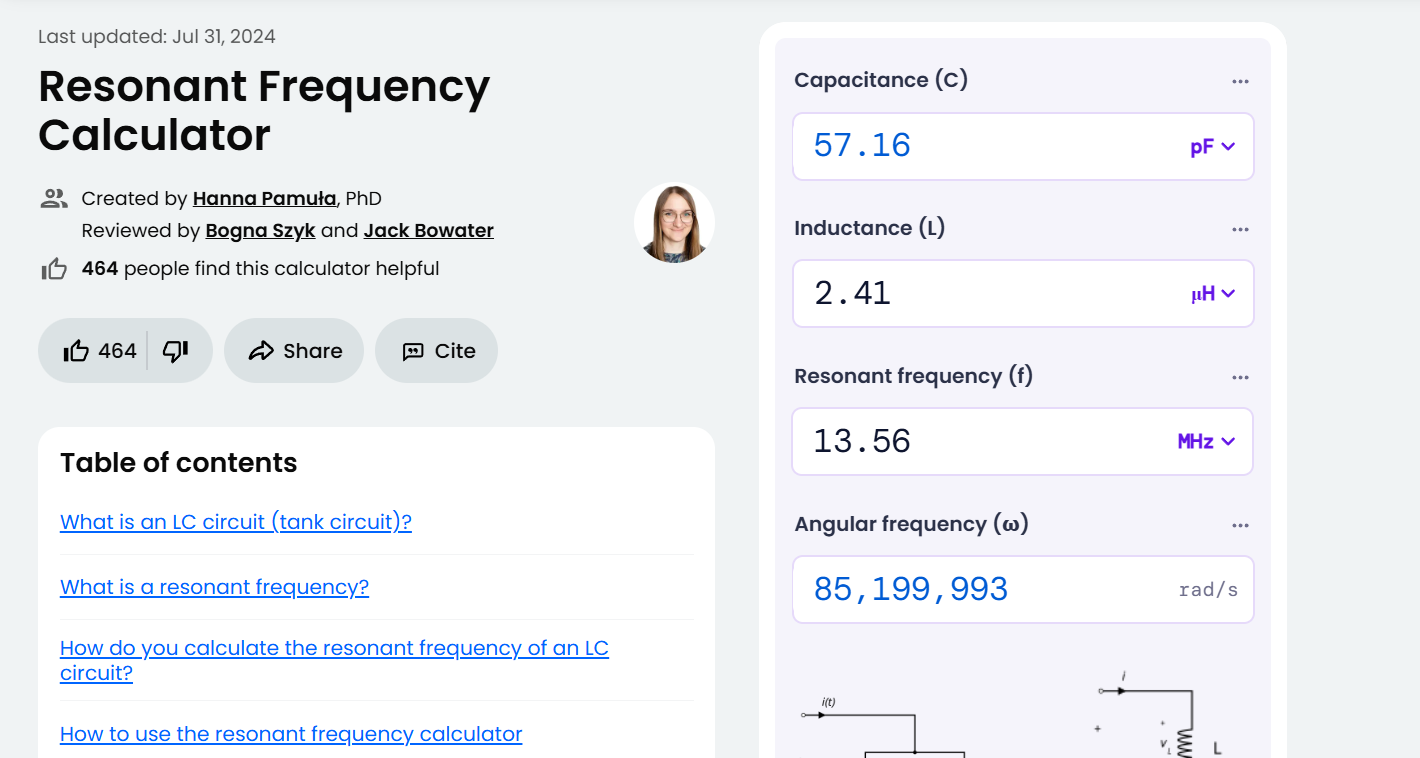 Last updated: Jul 31, 2024
Resonant Frequency
Calculator
Created by Hanna Pamuła, PhD
Reviewed by Bogna Szyk and Jack Bowater
464 people find this calculator helpful
464
Share
Cite
Table of contents
What is an LC circuit (tank circuit)?
What is a resonant frequency?
How do you calculate the resonant frequency of an LC
circuit?
How to use the resonant frequency calculator
Capacitance (C)
57.16 pF
Inductance (L)
2.41 μH
Resonant frequency (f)
13.56 MHz
Angular frequency (ω)
85,199,993 rad/s
i(t)
i
+
+
v_L
L